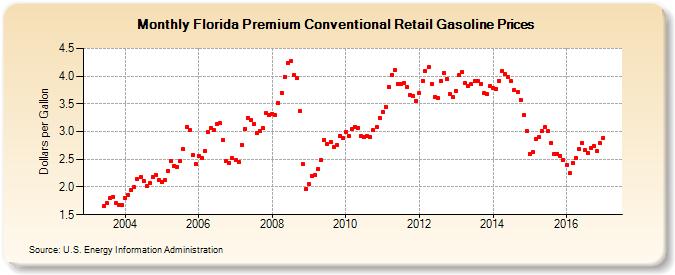 Monthly Florida Premium Conventional Retail Gasoline Prices
Dollars per Gallon
4.5
4.0
3.5
3.0
2.5
2.0
1.5
2004 2006 2008 2010 2012 2014 2016
Source: U.S. Energy Information Administration